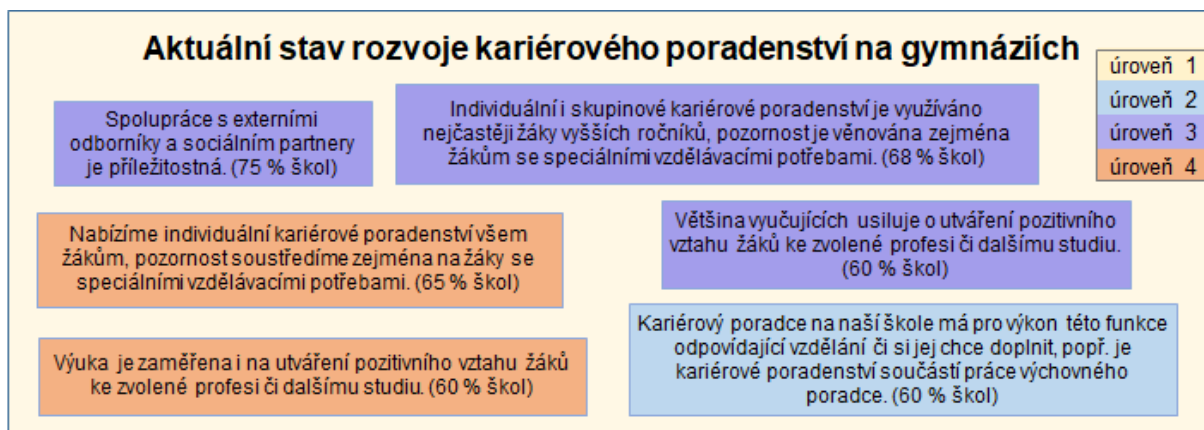 Aktuální stav rozvoje kariérového poradenství na gymnáziích
úroveň 1
úroveň 2
úroveň 3
úroveň 4
Spolupráce s externími
odborníky a sociálním partnery
je příležitostná. (75 % škol)
Individuální i skupinové kariérové poradenství je využíváno
nejčastěji žáky vyšších ročníků, pozornost je věnována zejména
žákům se speciálními vzdělávacími potřebami. (68 % škol)
Nabízíme individuální kariérové poradenství všem
žákům, pozornost soustředíme zejména na žáky se
speciálními vzdělávacími potřebami. (65 % škol)
Většina vyučujících usiluje o utváření pozitivního
vztahu žáků ke zvolené profesi či dalšímu studiu.
(60 % škol)
Výuka je zaměřena i na utváření pozitivního vztahu žáků
ke zvolené profesi či dalšímu studiu. (60 % škol)
Kariérový poradce na naší škole má pro výkon této funkce
odpovídající vzdělání či si jej chce doplnit, popř. je
kariérové poradenství součástí práce výchovného
poradce. (60 % škol)